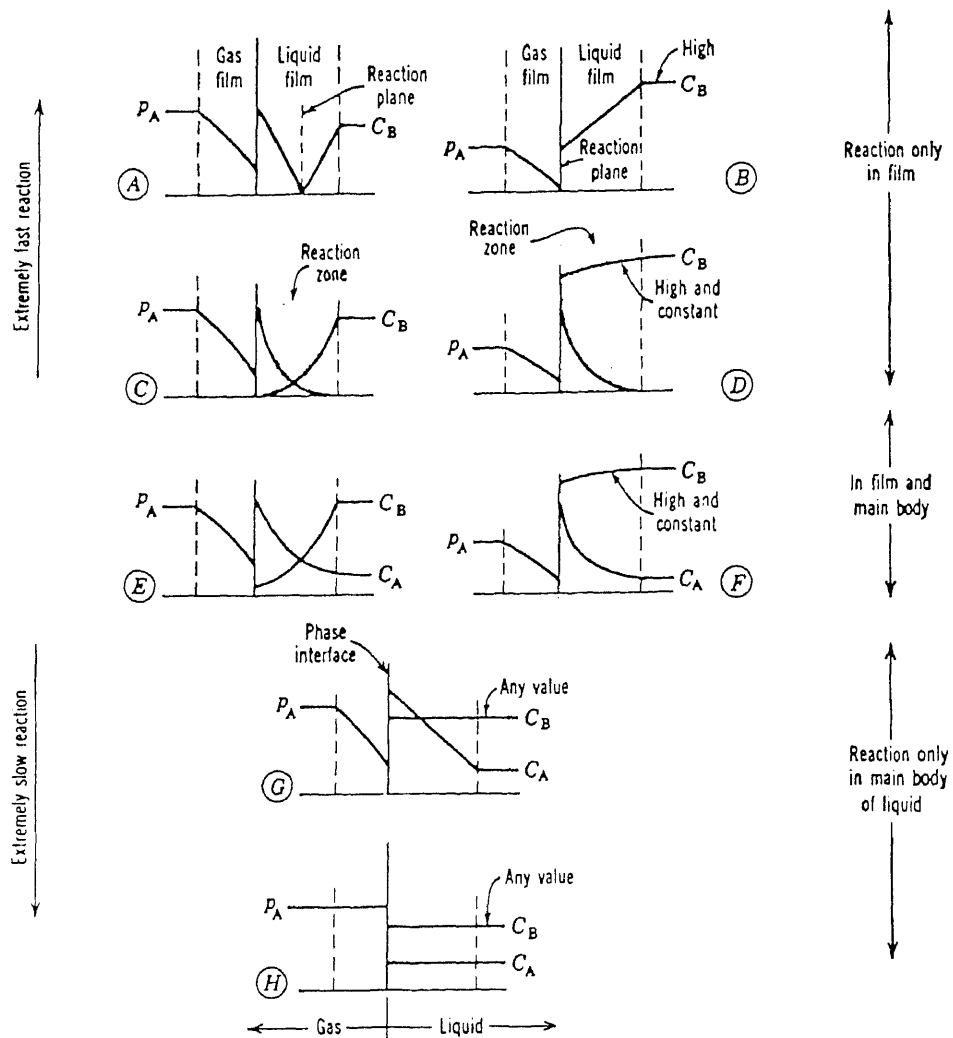 Gas
film
Liquid
film
Reaction
plane
p_A
C_B
A
Gas
film
Liquid
film
High
C_B
p_A
Reaction
plane
B
Extremely fast reaction
Reaction only
in film
Reaction
zone
p_A
C_B
C
Reaction
zone
C_B
High and
constant
p_A
D
p_A
C_B
C_A
E
C_B
High and
constant
p_A
C_A
F
In film and
main body
Phase
interface
Any value
p_A
C_B
C_A
G
Extremely slow reaction
Reaction only
in main body
of liquid
Any value
p_A
C_B
C_A
H
Gas
Liquid